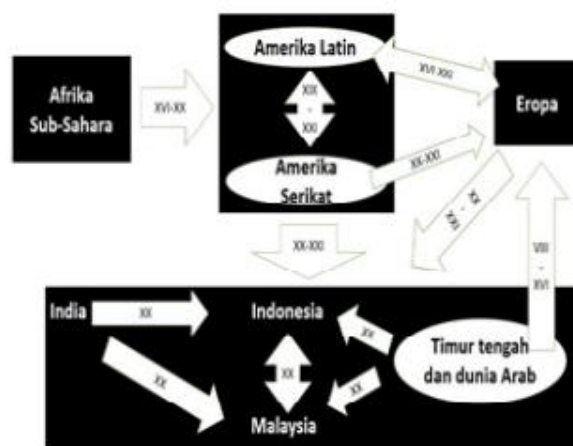 Afrika
Sub-Sahara
XVI-XX
Amerika Latin
XIX
-
XXI
Amerika
Serikat
XVI-XXI
Eropa
XX-XXI
XX - XXI
VIII
-
XVI
XX-XXI
India
XX
Indonesia
XX
XX
XX
XX
Timur tengah
dan dunia Arab
Malaysia